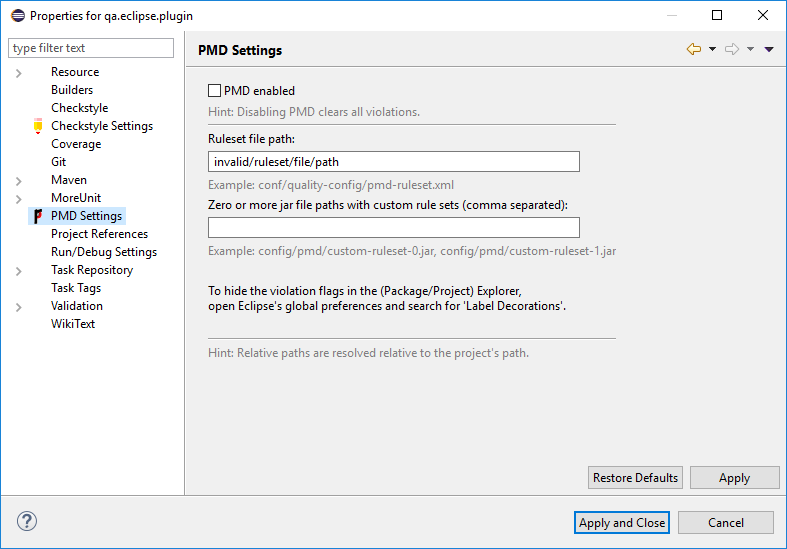 Properties for qa.eclipse.plugin
type filter text
Resource
Builders
Checkstyle
Checkstyle Settings
Coverage
Git
Maven
MoreUnit
PMD Settings
Project References
Run/Debug Settings
Task Repository
Task Tags
Validation
WikiText
PMD Settings
PMD enabled
Hint: Disabling PMD clears all violations.
Ruleset file path:
invalid/ruleset/file/path
Example: conf/quality-config/pmd-ruleset.xml
Zero or more jar file paths with custom rule sets (comma separated):
Example: config/pmd/custom-ruleset-0.jar, config/pmd/custom-ruleset-1.jar
To hide the violation flags in the (Package/Project) Explorer,
open Eclipse's global preferences and search for 'Label Decorations'.
Hint: Relative paths are resolved relative to the project's path.
Restore Defaults
Apply
?
Apply and Close
Cancel